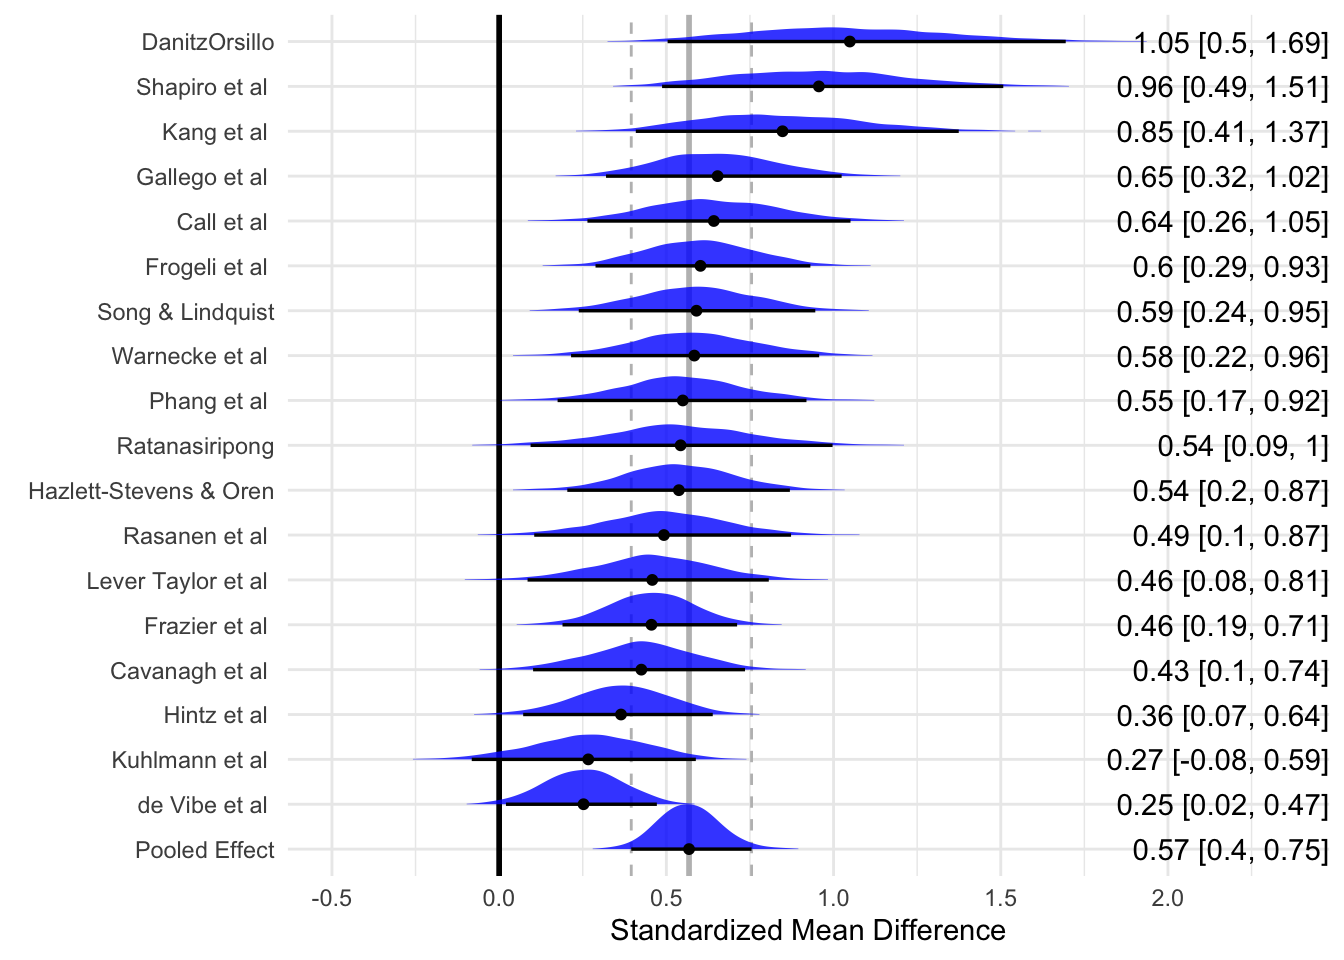 DanitzOrsillo 1.05 [0.5, 1.69]
Shapiro et al 0.96 [0.49, 1.51]
Kang et al 0.85 [0.41, 1.37]
Gallego et al 0.65 [0.32, 1.02]
Call et al 0.64 [0.26, 1.05]
Frogeli et al 0.6 [0.29, 0.93]
Song & Lindquist 0.59 [0.24, 0.95]
Warnecke et al 0.58 [0.22, 0.96]
Phang et al 0.55 [0.17, 0.92]
Ratanasiripong 0.54 [0.09, 1]
Hazlett-Stevens & Oren 0.54 [0.2, 0.87]
Rasanen et al 0.49 [0.1, 0.87]
Lever Taylor et al 0.46 [0.08, 0.81]
Frazier et al 0.46 [0.19, 0.71]
Cavanagh et al 0.43 [0.1, 0.74]
Hintz et al 0.36 [0.07, 0.64]
Kuhlmann et al 0.27 [-0.08, 0.59]
de Vibe et al 0.25 [0.02, 0.47]
Pooled Effect 0.57 [0.4, 0.75]
-0.5 0.0 0.5 1.0 1.5 2.0
Standardized Mean Difference